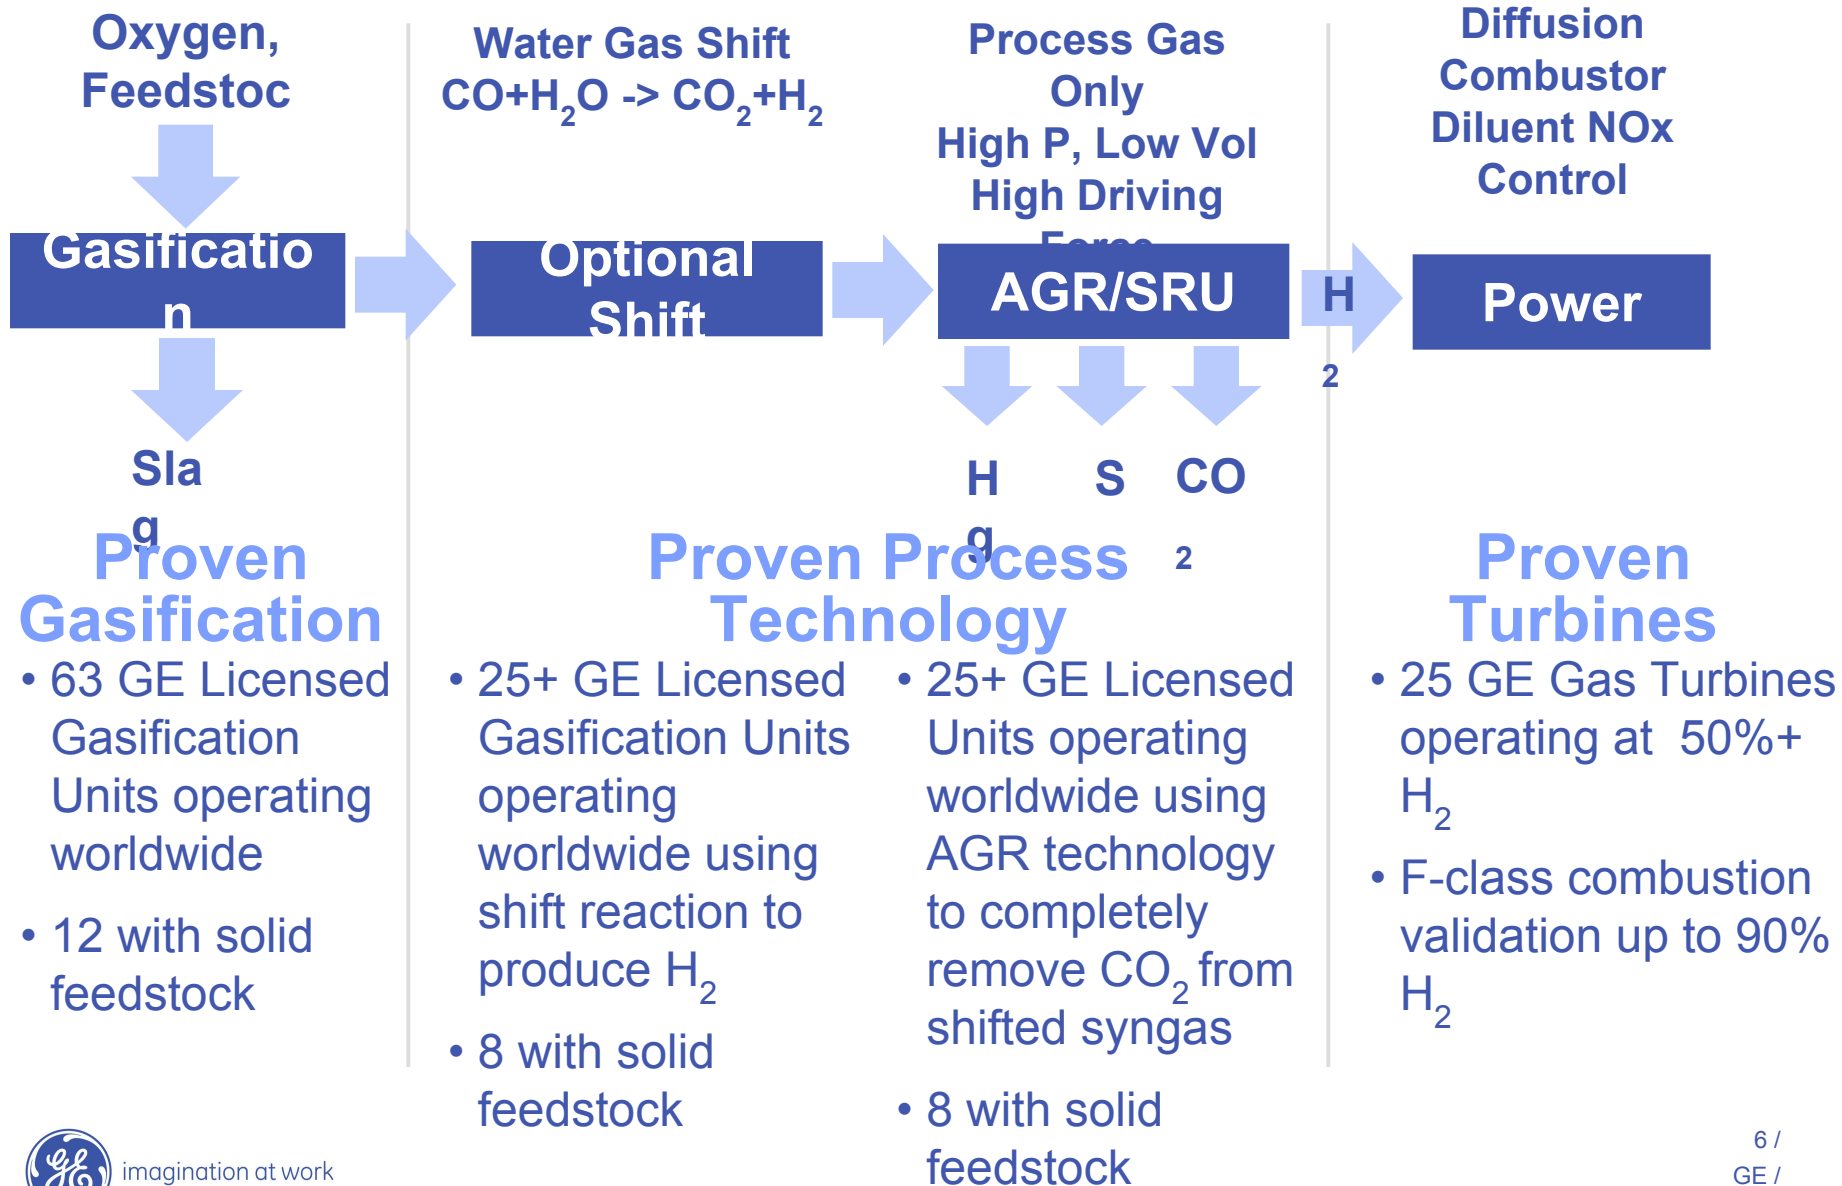 Oxygen,
Feedstoc
Water Gas Shift
CO+H₂O -> CO₂+H₂
Process Gas
Only
High P, Low Vol
High Driving
Force
Diffusion
Combustor
Diluent NOx
Control
Gasificatio
n
Optional
Shift
AGR/SRU
H
2
Power
Sla
g
H
g
S
CO
2
Proven
Gasification
Proven Process
Technology
Proven
Turbines
• 63 GE Licensed
Gasification
Units operating
worldwide
• 12 with solid
feedstock
• 25+ GE Licensed
Gasification Units
operating
worldwide using
shift reaction to
produce H₂
• 8 with solid
feedstock
• 25+ GE Licensed
Units operating
worldwide using
AGR technology
to completely
remove CO₂ from
shifted syngas
• 8 with solid
feedstock
• 25 GE Gas Turbines
operating at 50%+
H₂
• F-class combustion
validation up to 90%
H₂
GE
imagination at work
6 /
GE /